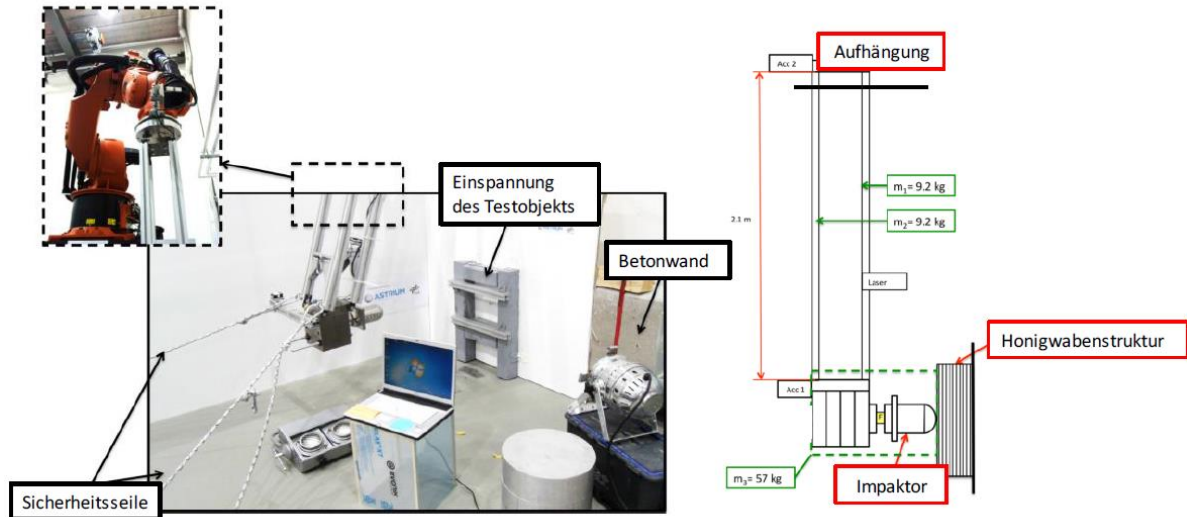 Einspannung
des Testobjekts
Betonwand
ASTRIUM
Sicherheitsseile
Acc 2
Aufhängung
m₁= 9.2 kg
m₂= 9.2 kg
2.1 m
Laser
Honigwabenstruktur
Acc 1
F
m₃= 57 kg
Impaktor